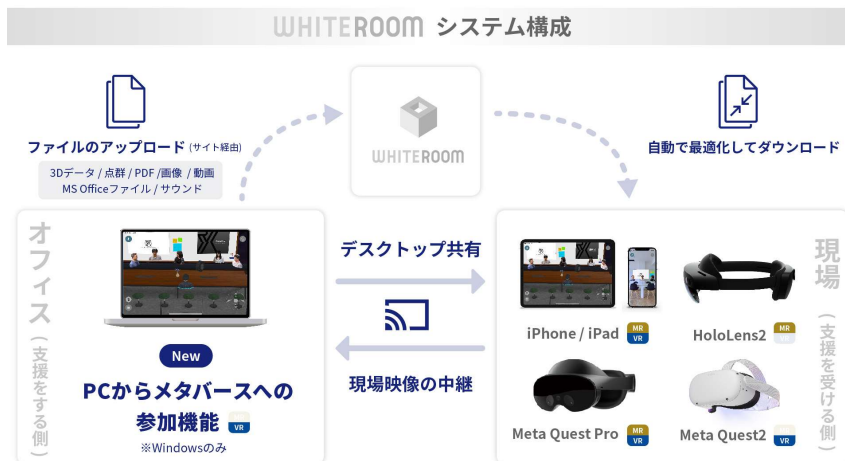 WHITEROOM システム構成
ファイルのアップロード (サイト経由)
3Dデータ / 点群 / PDF /画像 / 動画
MS Officeファイル / サウンド
WHITEROOM
自動で最適化してダウンロード
オフィス（支援をする側）
New
PCからメタバースへの
参加機能 VR
※Windowsのみ
デスクトップ共有
現場映像の中継
iPhone / iPad MR VR
HoloLens2 MR
Meta Quest Pro MR VR
Meta Quest2 VR
現場（支援を受ける側）